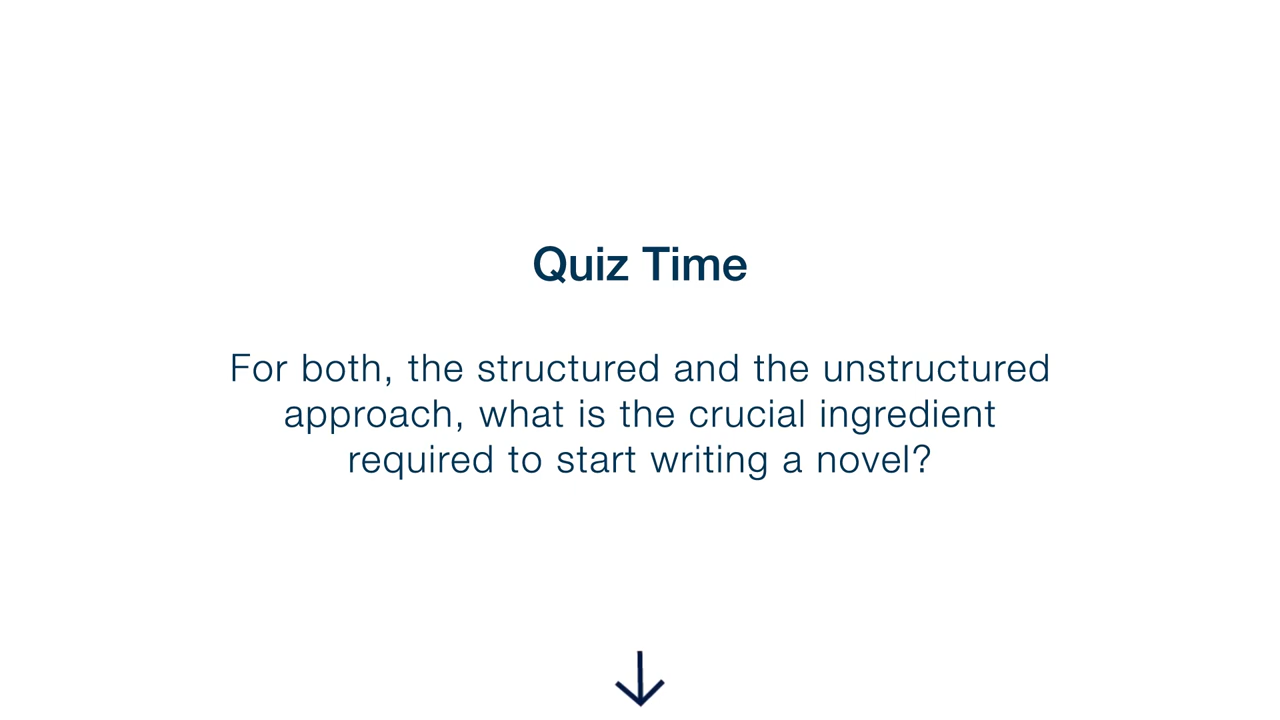 Quiz Time
For both, the structured and the unstructured
approach, what is the crucial ingredient
required to start writing a novel?